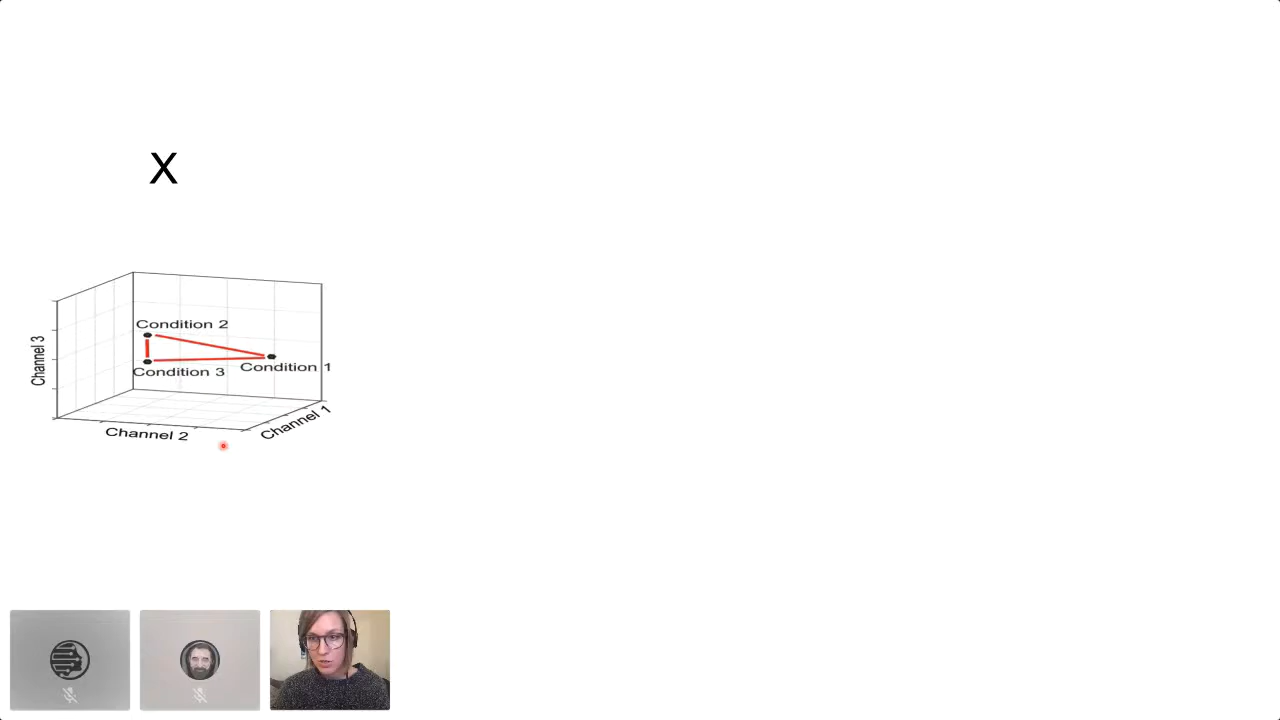 X
Condition 2
Condition 3
Condition 1
Channel 3
Channel 2
Channel 1